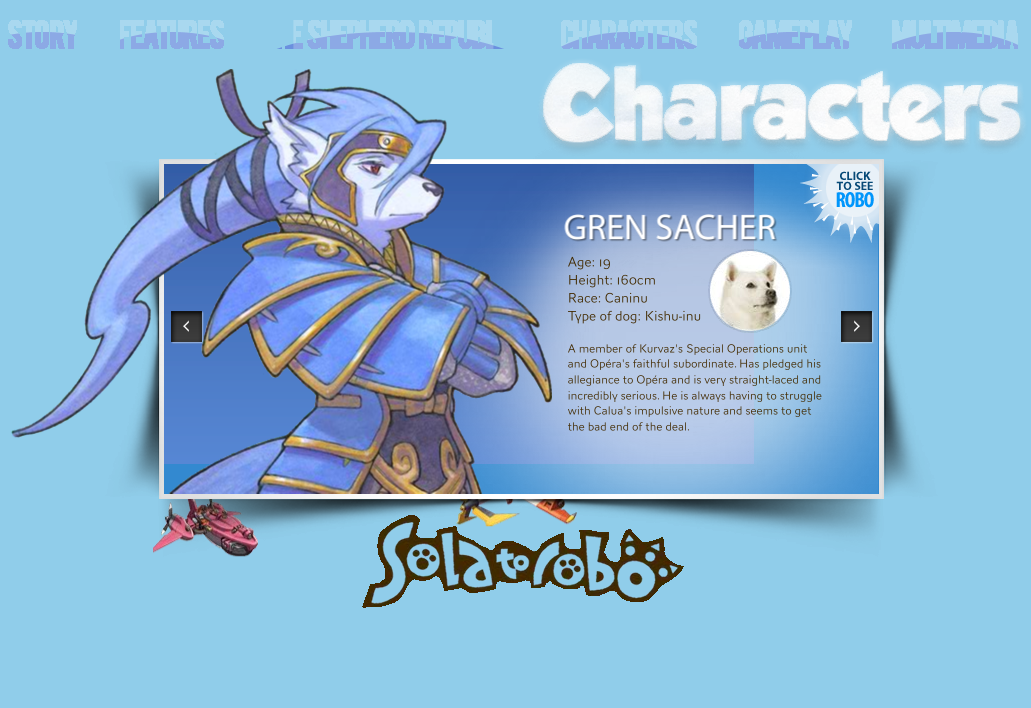 STORY FEATURES E SHEPHERD REPUBL CHARACTERS GAMEPLAY MULTIMEDIA
Characters
CLICK
TO SEE
ROBO
GREN SACHER
Age: 19
Height: 160cm
Race: Caninu
Type of dog: Kishu-inu
A member of Kurvaz's Special Operations unit
and Opéra's faithful subordinate. Has pledged his
allegiance to Opéra and is very straight-laced and
incredibly serious. He is always having to struggle
with Calua's impulsive nature and seems to get
the bad end of the deal.
Solatorobo